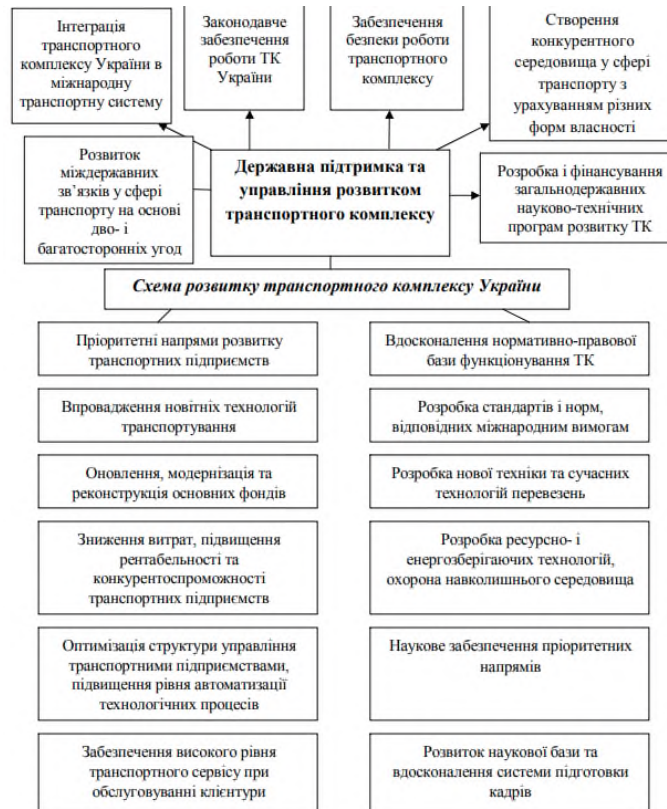 Інтеграція
транспортного
комплексу України в
міжнародну
транспортну систему
Законодавче
забезпечення
роботи ТК
України
Забезпечення
безпеки роботи
транспортного
комплексу
Створення
конкурентного
середовища у сфері
транспорту з
урахуванням різних
форм власності
Розвиток
міждержавних
зв’язків у сфері
транспорту на основі
дво- і
багатосторонніх угод
Державна підтримка та
управління розвитком
транспортного комплексу
Розробка і фінансування
загальнодержавних
науково-технічних
програм розвитку ТК
Схема розвитку транспортного комплексу України
Пріоритетні напрями розвитку
транспортних підприємств
Вдосконалення нормативно-правової
бази функціонування ТК
Впровадження новітніх технологій
транспортування
Розробка стандартів і норм,
відповідних міжнародним вимогам
Оновлення, модернізація та
реконструкція основних фондів
Розробка нової техніки та сучасних
технологій перевезень
Зниження витрат, підвищення
рентабельності та
конкурентоспроможності
транспортних підприємств
Розробка ресурсно- і
енергозберігаючих технологій,
охорона навколишнього середовища
Оптимізація структури управління
транспортними підприємствами,
підвищення рівня автоматизації
технологічних процесів
Наукове забезпечення пріоритетних
напрямів
Забезпечення високого рівня
транспортного сервісу при
обслуговуванні клієнтури
Розвиток наукової бази та
вдосконалення системи підготовки
кадрів